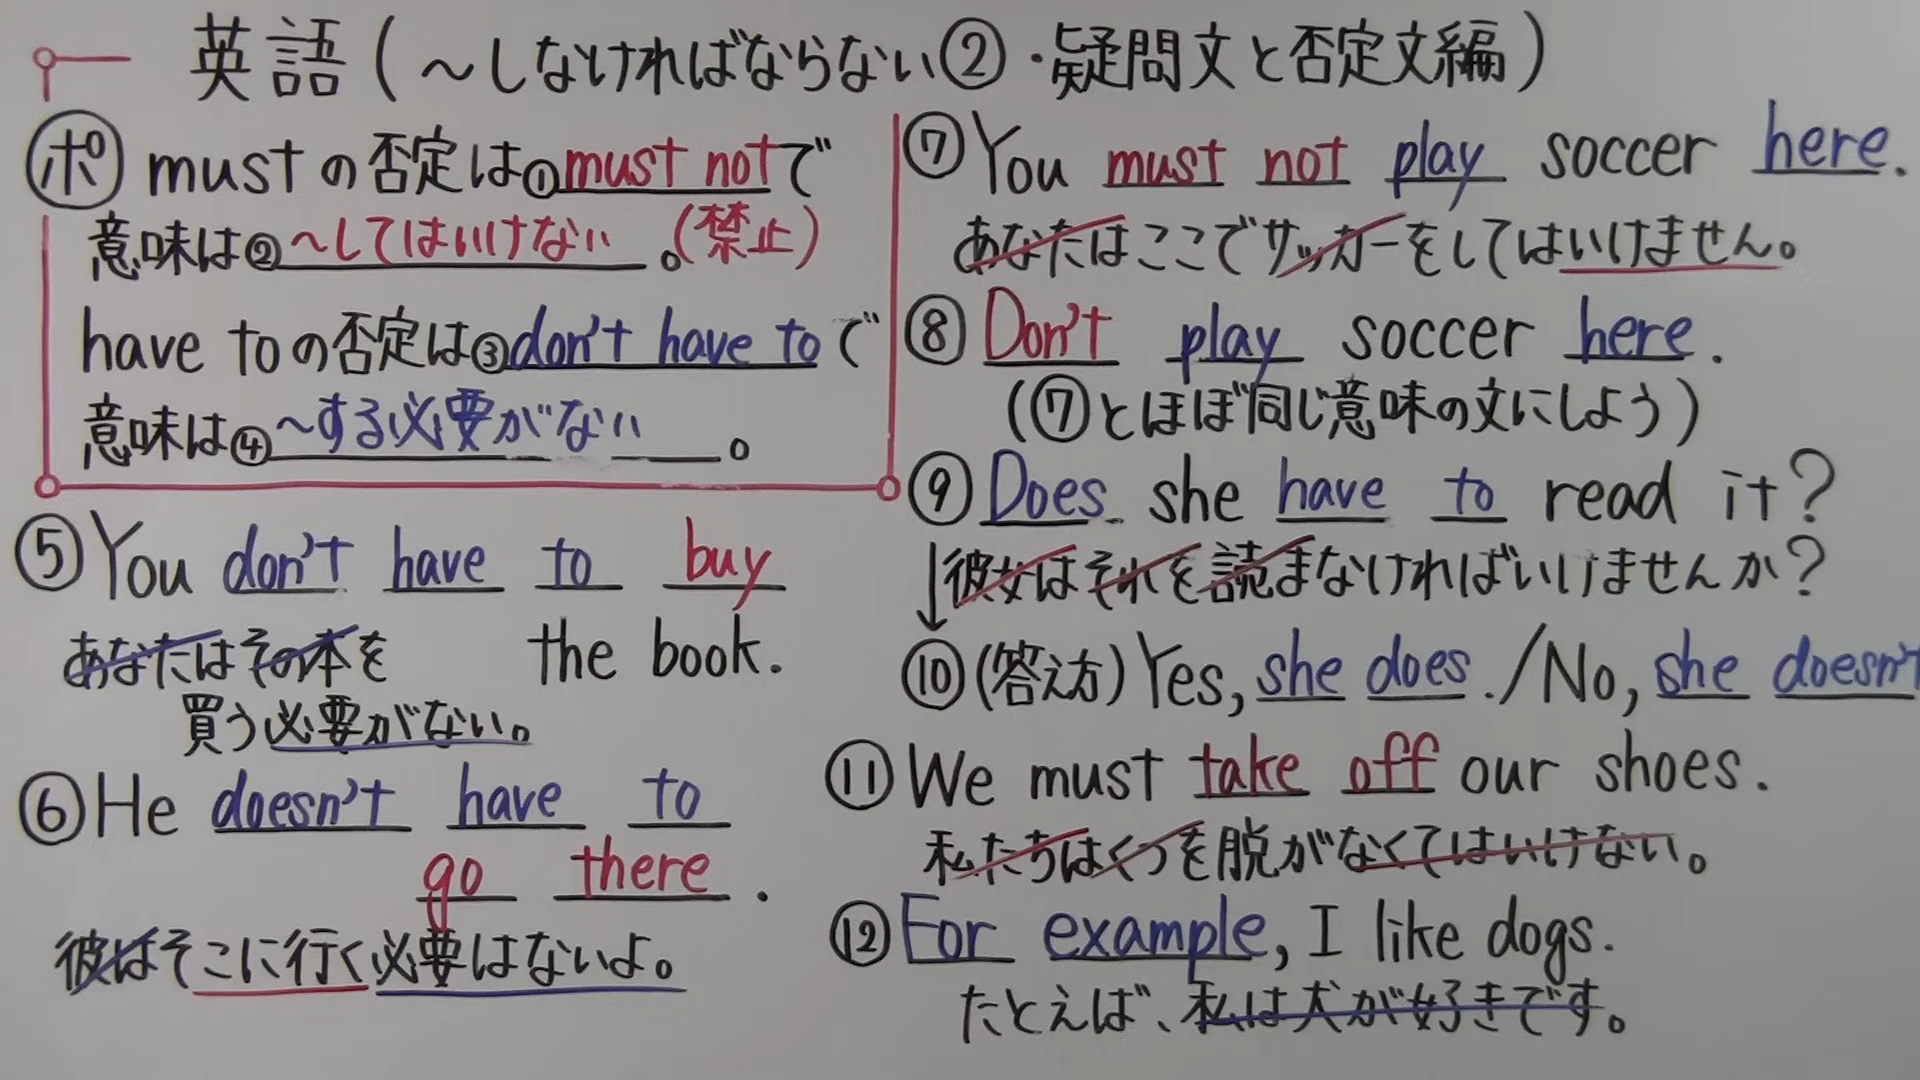 英語(〜しなければならない②・疑問文と否定文編)
ポ mustの否定は①must notで
意味は②〜してはいけない。(禁止)
have toの否定は③don't have toで
意味は④〜する必要がない。
⑤You don't have to buy
the book.
あなたはその本を
買う必要がない。
⑥He doesn't have to
go there.
彼はそこに行く必要はないよ。
⑦You must not play soccer here.
あなたはここでサッカーをしてはいけません。
⑧Don't play soccer here.
(⑦とほぼ同じ意味の文にしよう)
⑨Does she have to read it?
↓彼女はそれを読まなければいけませんか?
⑩(答え方)Yes, she does./No, she doesn't
⑪We must take off our shoes.
私たちはくつを脱がなくてはいけない。
⑫For example, I like dogs.
たとえば、私は犬が好きです。